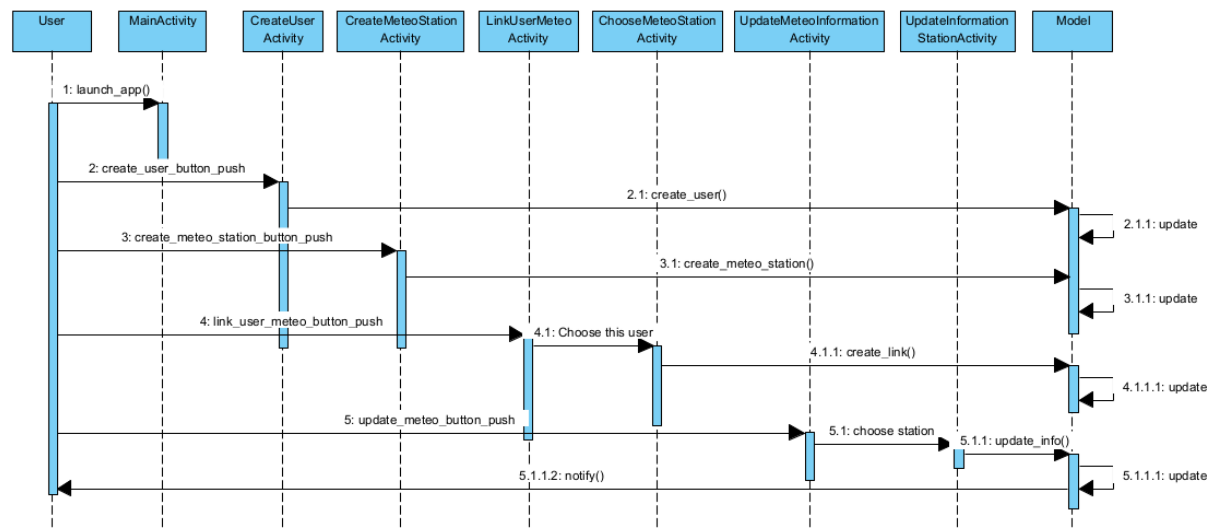 User
MainActivity
CreateUser
Activity
CreateMeteoStation
Activity
LinkUserMeteo
Activity
ChooseMeteoStation
Activity
UpdateMeteoInformation
Activity
UpdateInformation
StationActivity
Model
1: launch_app()
2: create_user_button_push
2.1: create_user()
2.1.1: update
3: create_meteo_station_button_push
3.1: create_meteo_station()
3.1.1: update
4: link_user_meteo_button_push
4.1: Choose this user
4.1.1: create_link()
4.1.1.1: update
5: update_meteo_button_push
5.1: choose station
5.1.1: update_info()
5.1.1.1: update
5.1.1.2: notify()